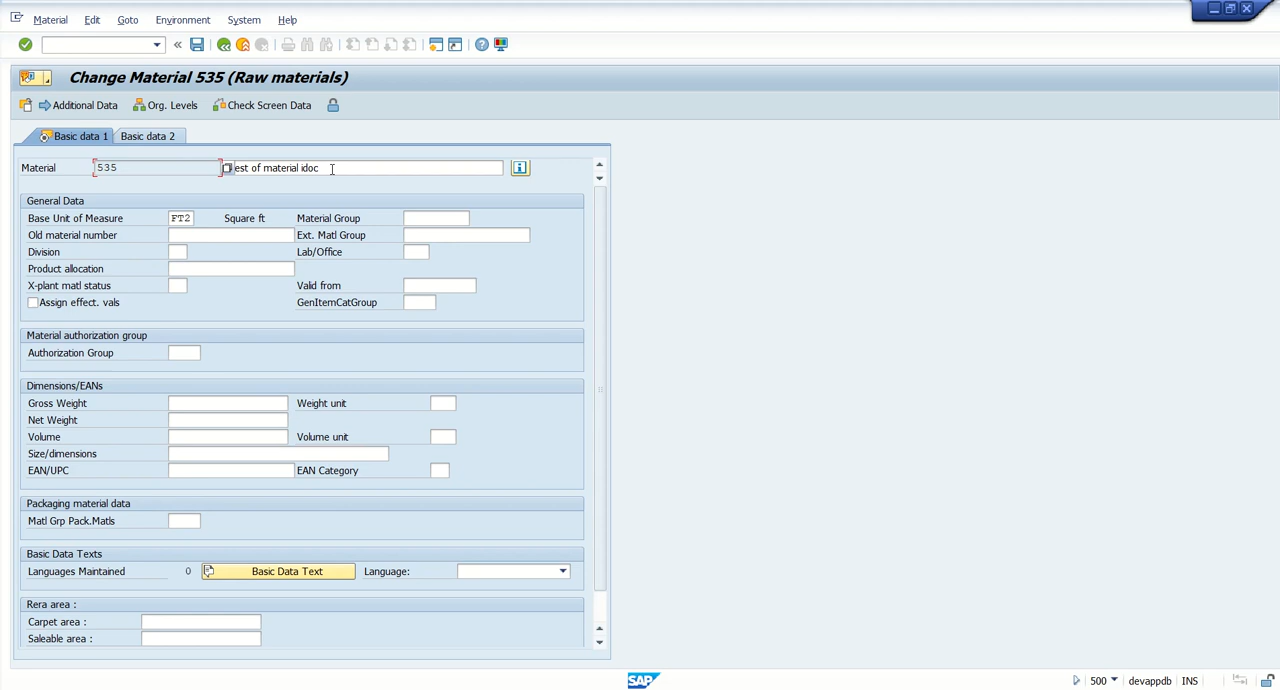 Material Edit Goto Environment System Help
Change Material 535 (Raw materials)
Additional Data Org. Levels Check Screen Data
Basic data 1 Basic data 2
Material 535 est of material idoc
General Data
Base Unit of Measure FT2 Square ft Material Group
Old material number Ext. Matl Group
Division Lab/Office
Product allocation
X-plant matl status Valid from
Assign effect. vals GenItemCatGroup
Material authorization group
Authorization Group
Dimensions/EANs
Gross Weight Weight unit
Net Weight
Volume Volume unit
Size/dimensions
EAN/UPC EAN Category
Packaging material data
Matl Grp Pack.Matls
Basic Data Texts
Languages Maintained 0 Basic Data Text Language:
Rera area :
Carpet area :
Saleable area :
SAP 500 devappdb INS